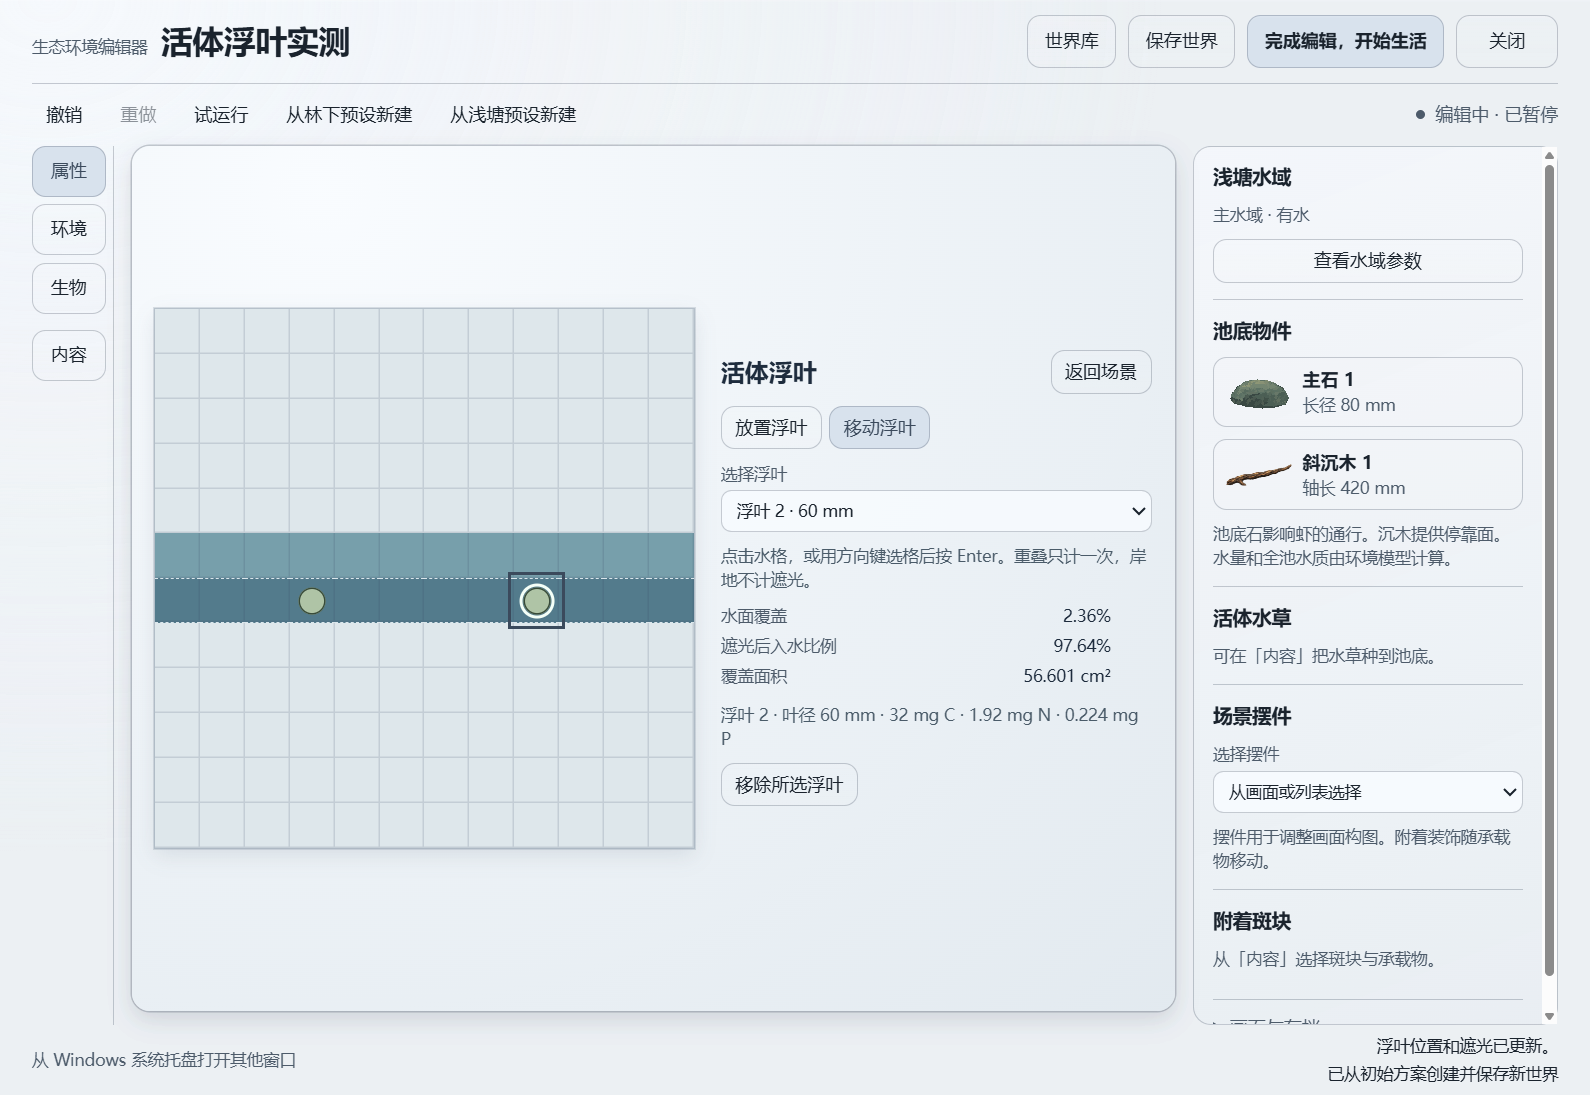 生态环境编辑器 活体浮叶实测
世界库 保存世界 完成编辑，开始生活 关闭
撤销 重做 试运行 从林下预设新建 从浅塘预设新建
编辑中 · 已暂停
属性
环境
生物
内容
活体浮叶
返回场景
放置浮叶 移动浮叶
选择浮叶
浮叶 2 · 60 mm
点击水格，或用方向键选格后按 Enter。重叠只计一次，岸
地不计遮光。
水面覆盖 2.36%
遮光后入水比例 97.64%
覆盖面积 56.601 cm²
浮叶 2 · 叶径 60 mm · 32 mg C · 1.92 mg N · 0.224 mg
P
移除所选浮叶
浅塘水域
主水域 · 有水
查看水域参数
池底物件
主石 1
长径 80 mm
斜沉木 1
轴长 420 mm
池底石影响虾的通行。沉木提供停靠面。
水量和全池水质由环境模型计算。
活体水草
可在「内容」把水草种到池底。
场景摆件
选择摆件
从画面或列表选择
摆件用于调整画面构图。附着装饰随承载
物移动。
附着斑块
从「内容」选择斑块与承载物。
从 Windows 系统托盘打开其他窗口
浮叶位置和遮光已更新。
已从初始方案创建并保存新世界